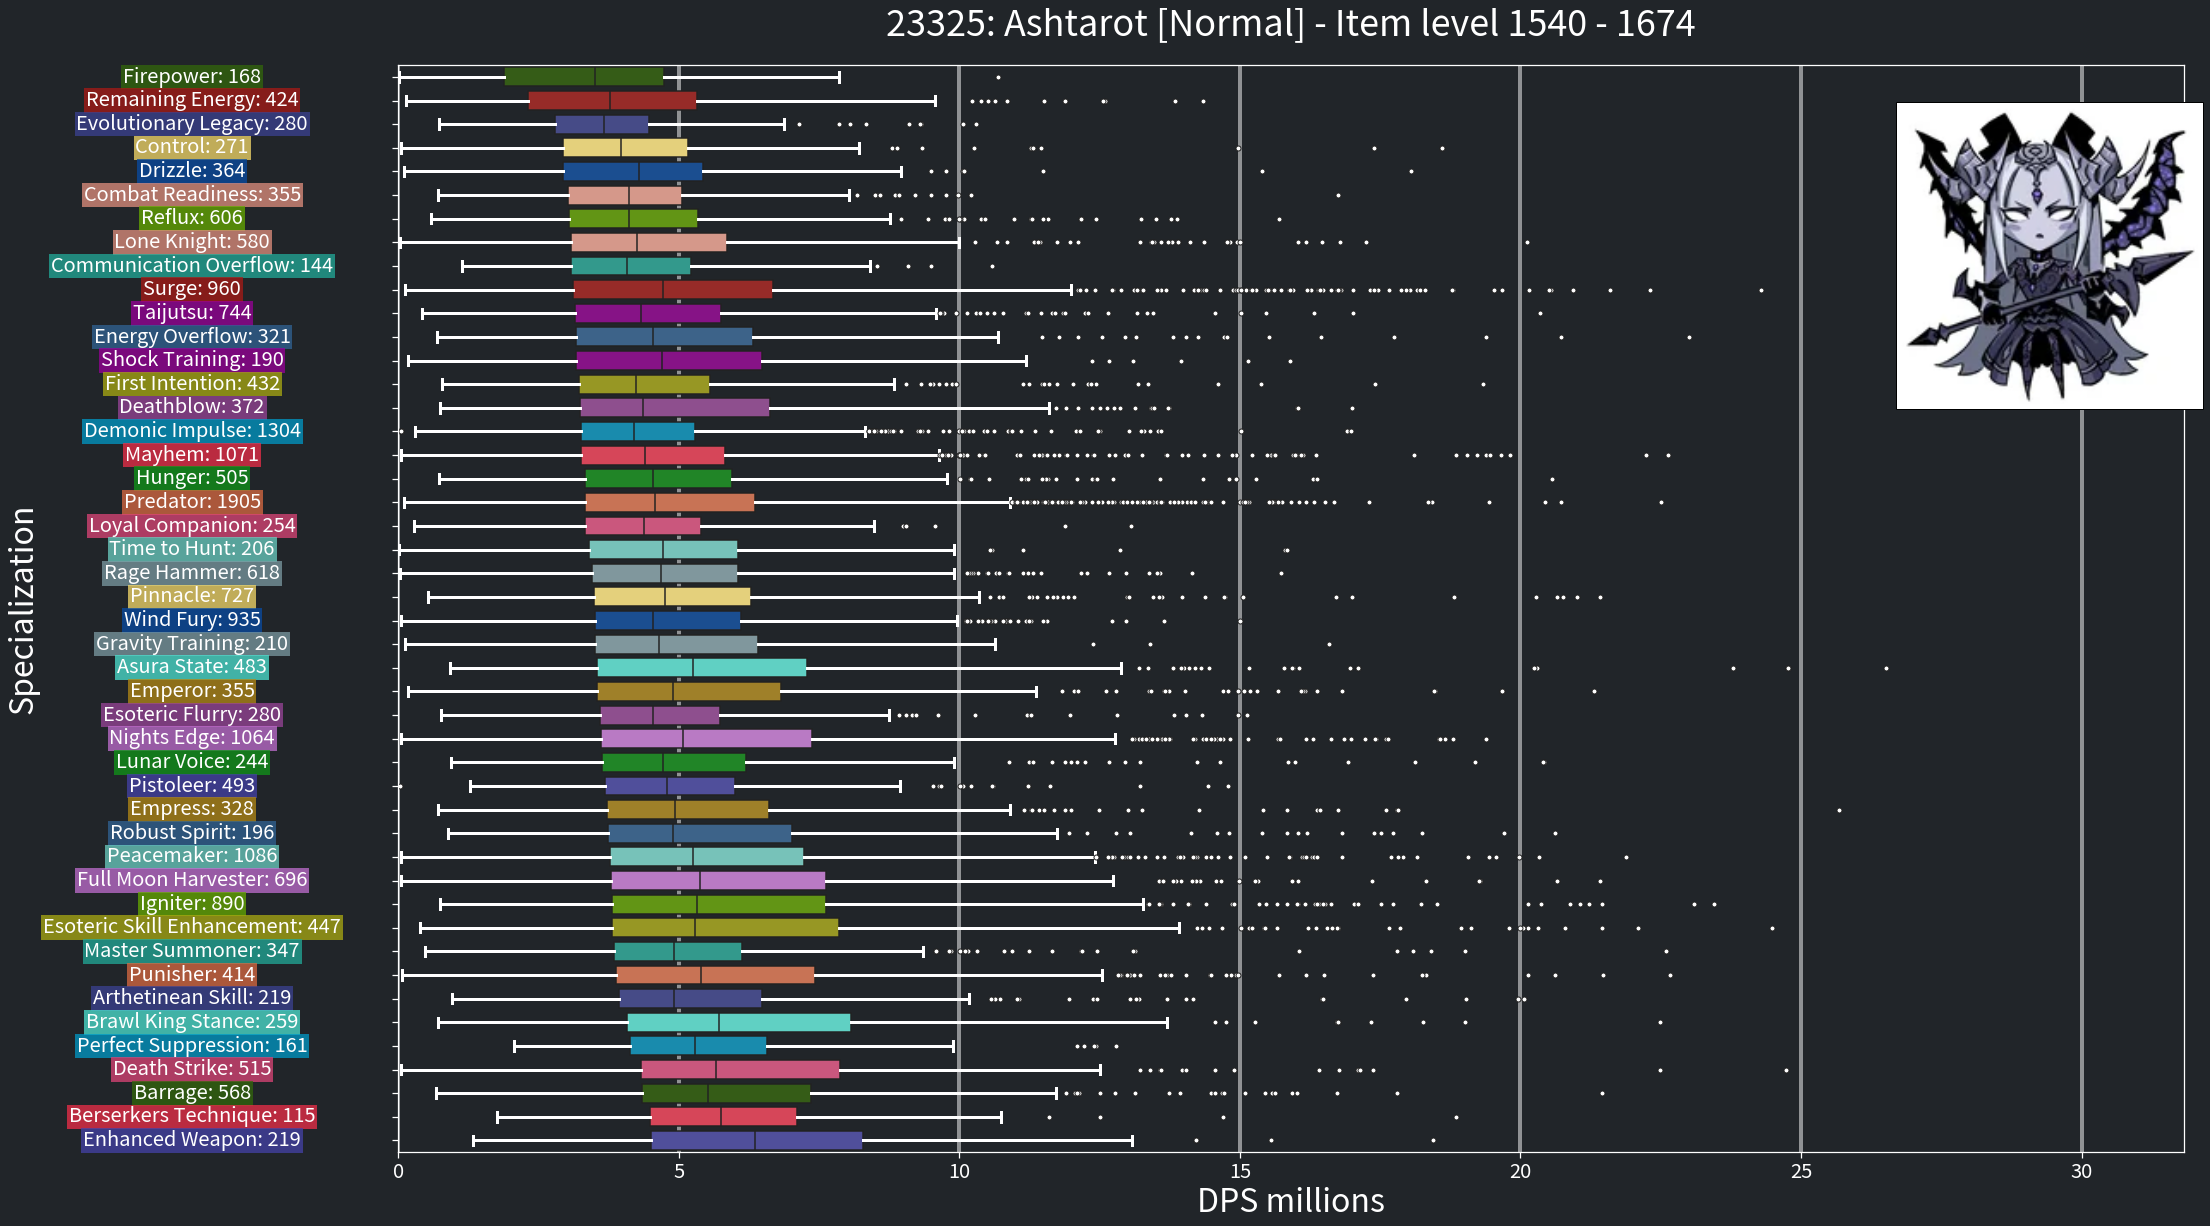 23325: Ashtarot [Normal] - Item level 1540 - 1674
Specialization
Firepower: 168
Remaining Energy: 424
Evolutionary Legacy: 280
Control: 271
Drizzle: 364
Combat Readiness: 355
Reflux: 606
Lone Knight: 580
Communication Overflow: 144
Surge: 960
Taijutsu: 744
Energy Overflow: 321
Shock Training: 190
First Intention: 432
Deathblow: 372
Demonic Impulse: 1304
Mayhem: 1071
Hunger: 505
Predator: 1905
Loyal Companion: 254
Time to Hunt: 206
Rage Hammer: 618
Pinnacle: 727
Wind Fury: 935
Gravity Training: 210
Asura State: 483
Emperor: 355
Esoteric Flurry: 280
Nights Edge: 1064
Lunar Voice: 244
Pistoleer: 493
Empress: 328
Robust Spirit: 196
Peacemaker: 1086
Full Moon Harvester: 696
Igniter: 890
Esoteric Skill Enhancement: 447
Master Summoner: 347
Punisher: 414
Arthetinean Skill: 219
Brawl King Stance: 259
Perfect Suppression: 161
Death Strike: 515
Barrage: 568
Berserkers Technique: 115
Enhanced Weapon: 219
0 5 10 15 20 25 30
DPS millions